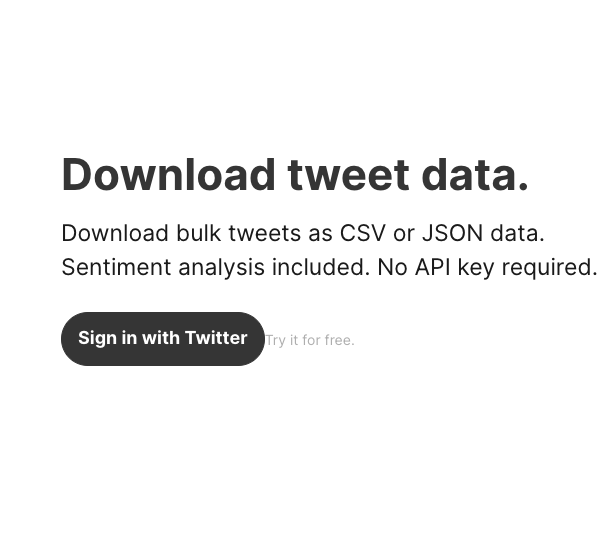 Download tweet data.
Download bulk tweets as CSV or JSON data.
Sentiment analysis included. No API key required.
Sign in with Twitter Try it for free.